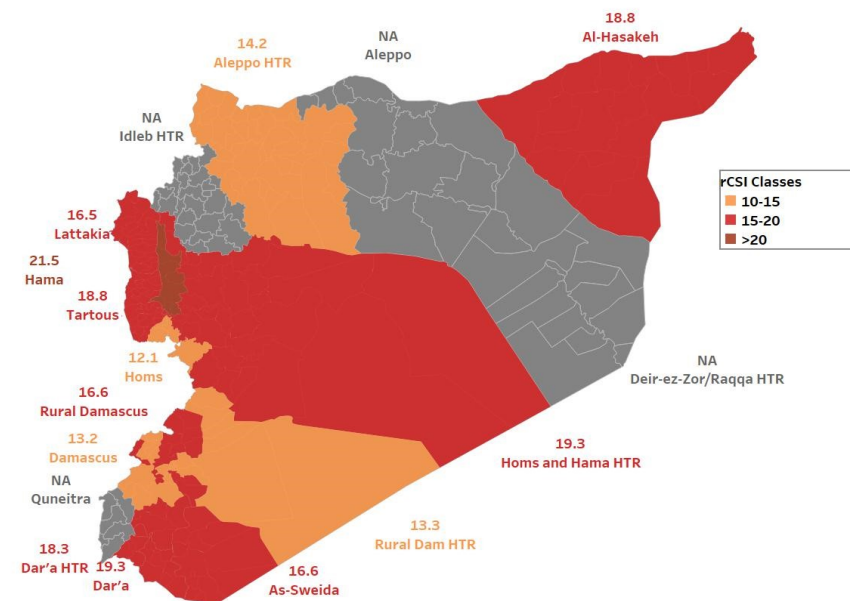 18.8
Al-Hasakeh
14.2
Aleppo HTR
NA
Aleppo
NA
Idleb HTR
rCSI Classes
10-15
15-20
>20
16.5
Lattakia
21.5
Hama
18.8
Tartous
12.1
Homs
NA
Deir-ez-Zor/Raqqa HTR
16.6
Rural Damascus
13.2
Damascus
19.3
Homs and Hama HTR
NA
Quneitra
13.3
Rural Dam HTR
18.3
Dar'a HTR
19.3
Dar'a
16.6
As-Sweida